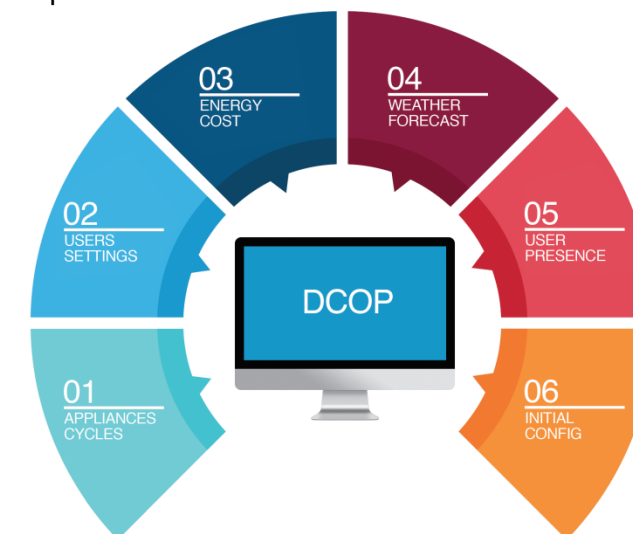 01
APPLIANCES
CYCLES
02
USERS
SETTINGS
03
ENERGY
COST
04
WEATHER
FORECAST
05
USER
PRESENCE
06
INITIAL
CONFIG
DCOP